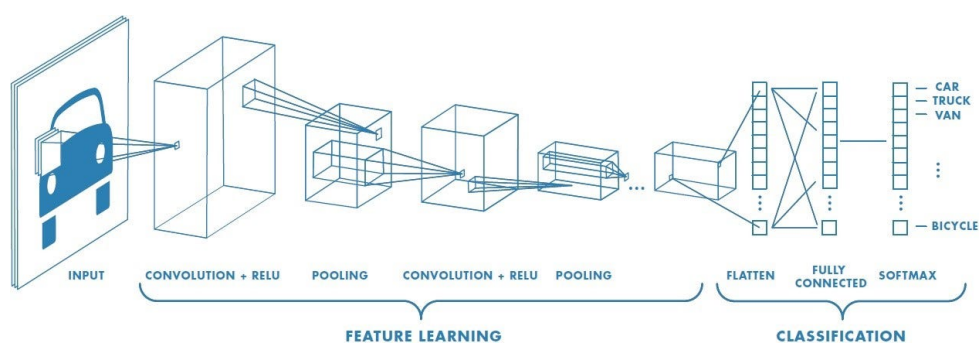 CAR
TRUCK
VAN
BICYCLE
INPUT
CONVOLUTION + RELU
POOLING
CONVOLUTION + RELU
POOLING
FLATTEN
FULLY
CONNECTED
SOFTMAX
FEATURE LEARNING
CLASSIFICATION